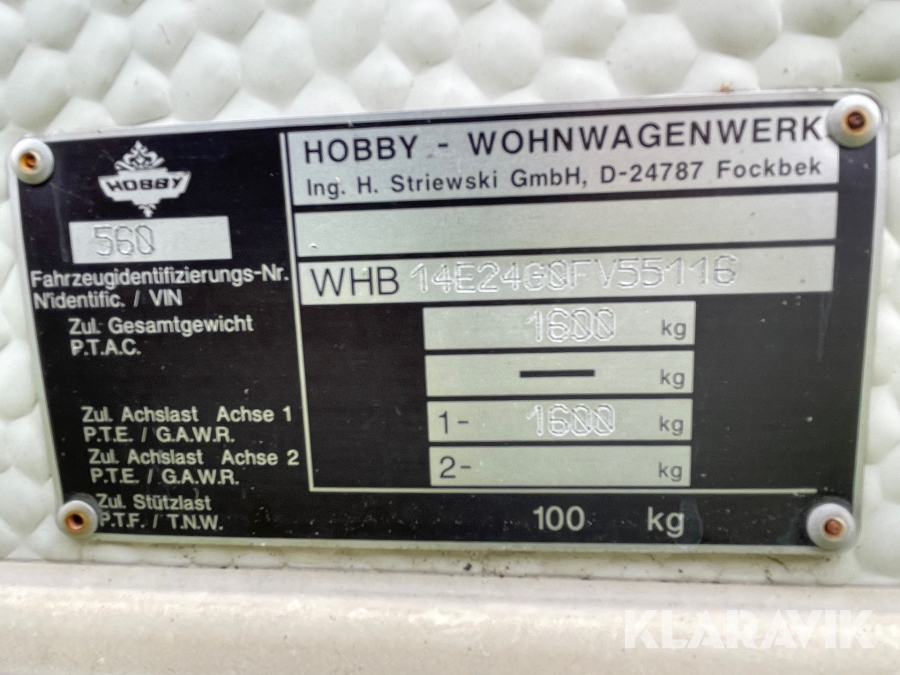 HOBBY - WOHNWAGENWERK
Ing. H. Striewski GmbH, D-24787 Fockbek
HOBBY
560
Fahrzeugidentifizierungs-Nr.
N'identific. / VIN
WHB 14E24G0FV55116
Zul. Gesamtgewicht
P.T.A.C.
1600 kg
— kg
Zul. Achslast Achse 1
P.T.E. / G.A.W.R.
1- 1600 kg
Zul. Achslast Achse 2
P.T.E. / G.A.W.R.
2- kg
Zul. Stützlast
P.T.F. / T.N.W.
100 kg
KLARAVIK